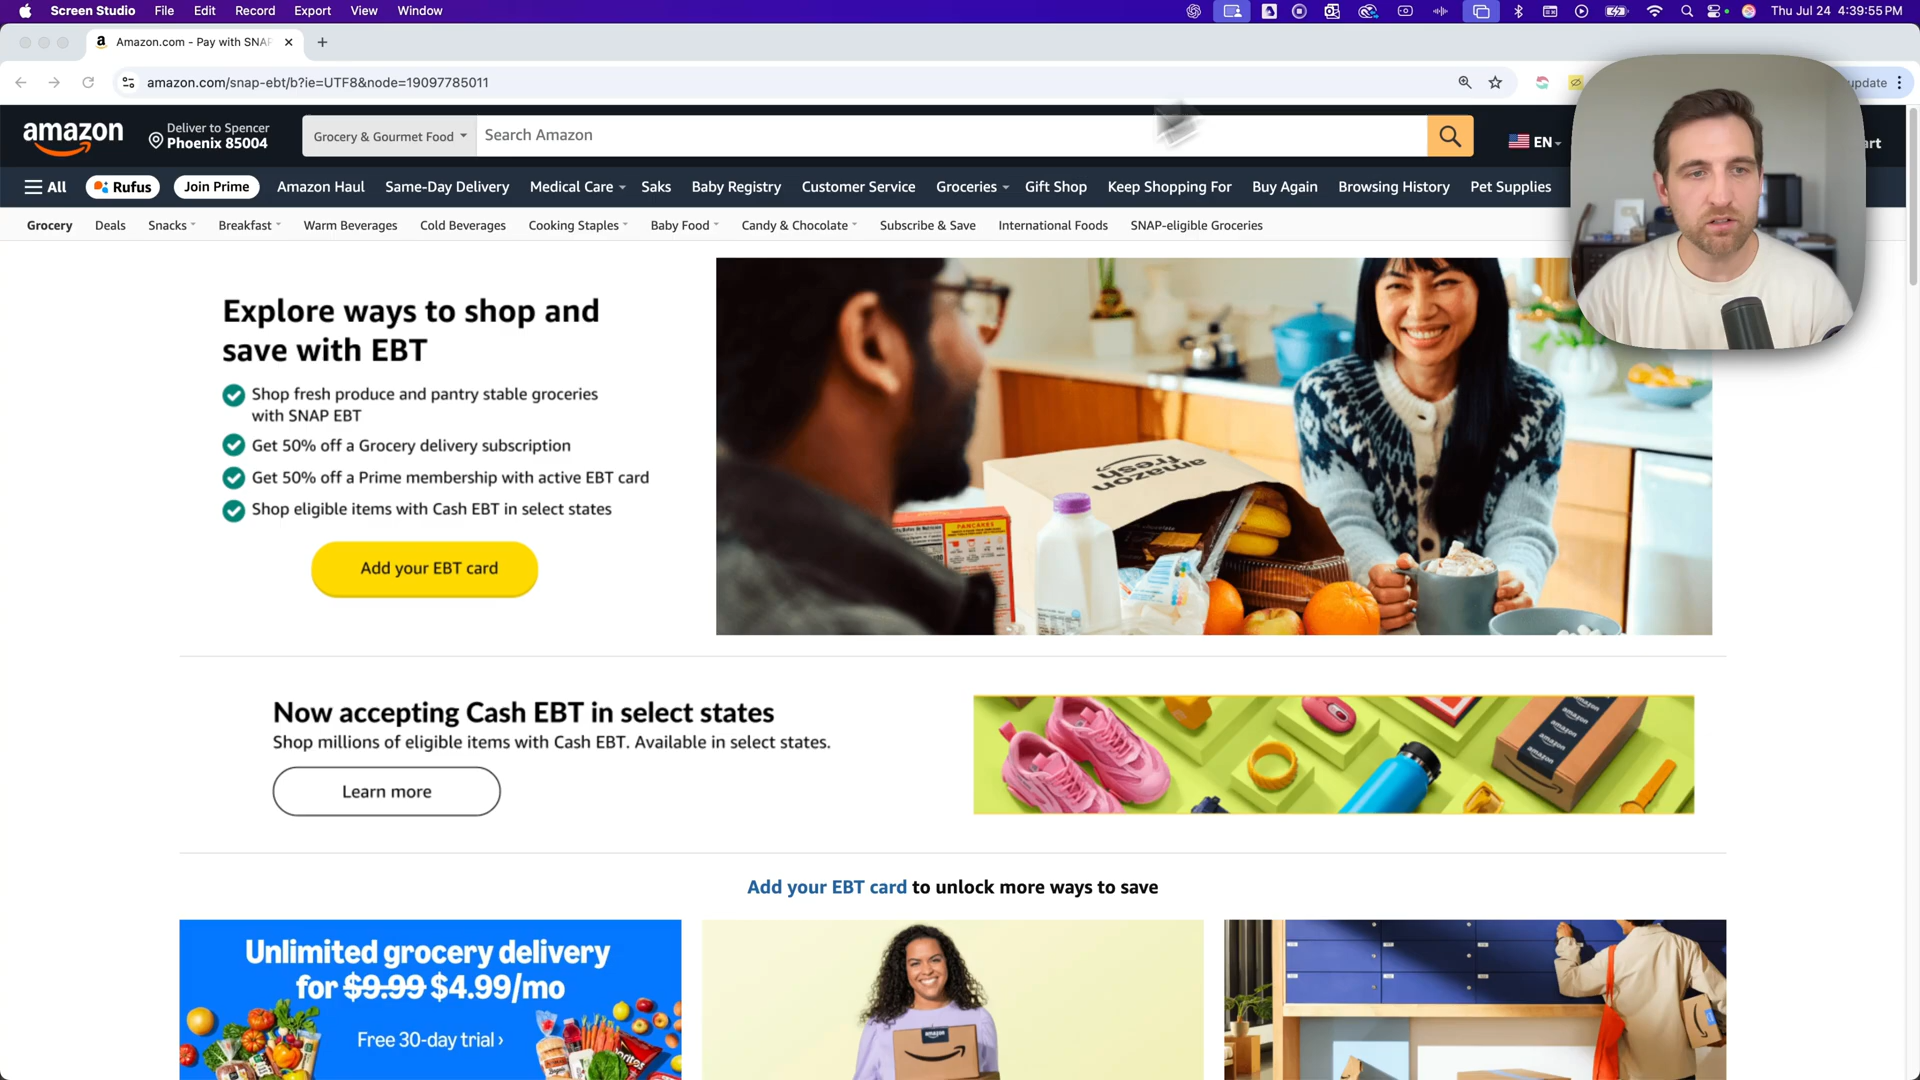 Screen Studio File Edit Record Export View Window Thu Jul 24 4:39:55 PM
Amazon.com - Pay with SNAP
amazon.com/snap-ebt/b?ie=UTF8&node=19097785011
update
amazon
Deliver to Spencer
Phoenix 85004
Grocery & Gourmet Food
Search Amazon
EN
All Rufus Join Prime Amazon Haul Same-Day Delivery Medical Care Saks Baby Registry Customer Service Groceries Gift Shop Keep Shopping For Buy Again Browsing History Pet Supplies
Grocery Deals Snacks Breakfast Warm Beverages Cold Beverages Cooking Staples Baby Food Candy & Chocolate Subscribe & Save International Foods SNAP-eligible Groceries
Explore ways to shop and
save with EBT
Shop fresh produce and pantry stable groceries
with SNAP EBT
Get 50% off a Grocery delivery subscription
Get 50% off a Prime membership with active EBT card
Shop eligible items with Cash EBT in select states
Add your EBT card
amazon
fresh
PANCAKES
Now accepting Cash EBT in select states
Shop millions of eligible items with Cash EBT. Available in select states.
Learn more
Add your EBT card to unlock more ways to save
Unlimited grocery delivery
for $9.99 $4.99/mo
Free 30-day trial ›
Doritos
amazon